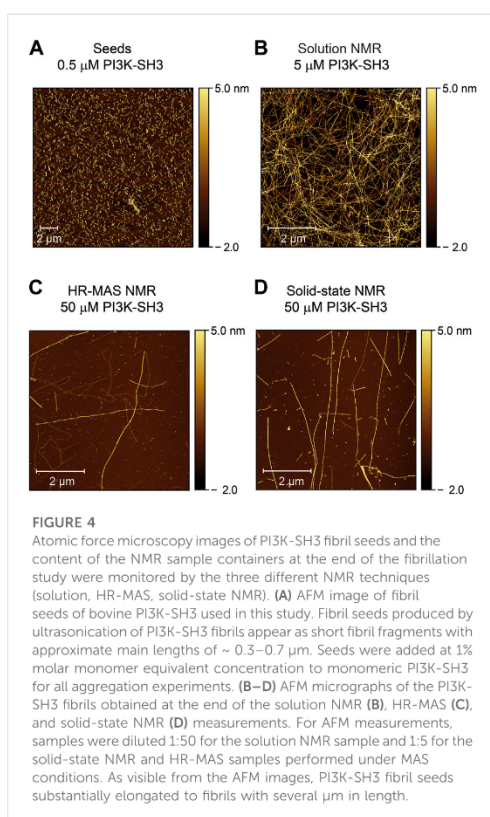 A
Seeds
0.5 μM PI3K-SH3
5.0 nm
2 μm
– 2.0
B
Solution NMR
5 μM PI3K-SH3
5.0 nm
2 μm
– 2.0
C
HR-MAS NMR
50 μM PI3K-SH3
5.0 nm
2 μm
– 2.0
D
Solid-state NMR
50 μM PI3K-SH3
5.0 nm
2 μm
– 2.0
FIGURE 4
Atomic force microscopy images of PI3K-SH3 fibril seeds and the
content of the NMR sample containers at the end of the fibrillation
study were monitored by the three different NMR techniques
(solution, HR-MAS, solid-state NMR). (A) AFM image of fibril
seeds of bovine PI3K-SH3 used in this study. Fibril seeds produced by
ultrasonication of PI3K-SH3 fibrils appear as short fibril fragments with
approximate main lengths of ~ 0.3–0.7 μm. Seeds were added at 1%
molar monomer equivalent concentration to monomeric PI3K-SH3
for all aggregation experiments. (B–D) AFM micrographs of the PI3K-
SH3 fibrils obtained at the end of the solution NMR (B), HR-MAS (C),
and solid-state NMR (D) measurements. For AFM measurements,
samples were diluted 1:50 for the solution NMR sample and 1:5 for the
solid-state NMR and HR-MAS samples performed under MAS
conditions. As visible from the AFM images, PI3K-SH3 fibril seeds
substantially elongated to fibrils with several μm in length.